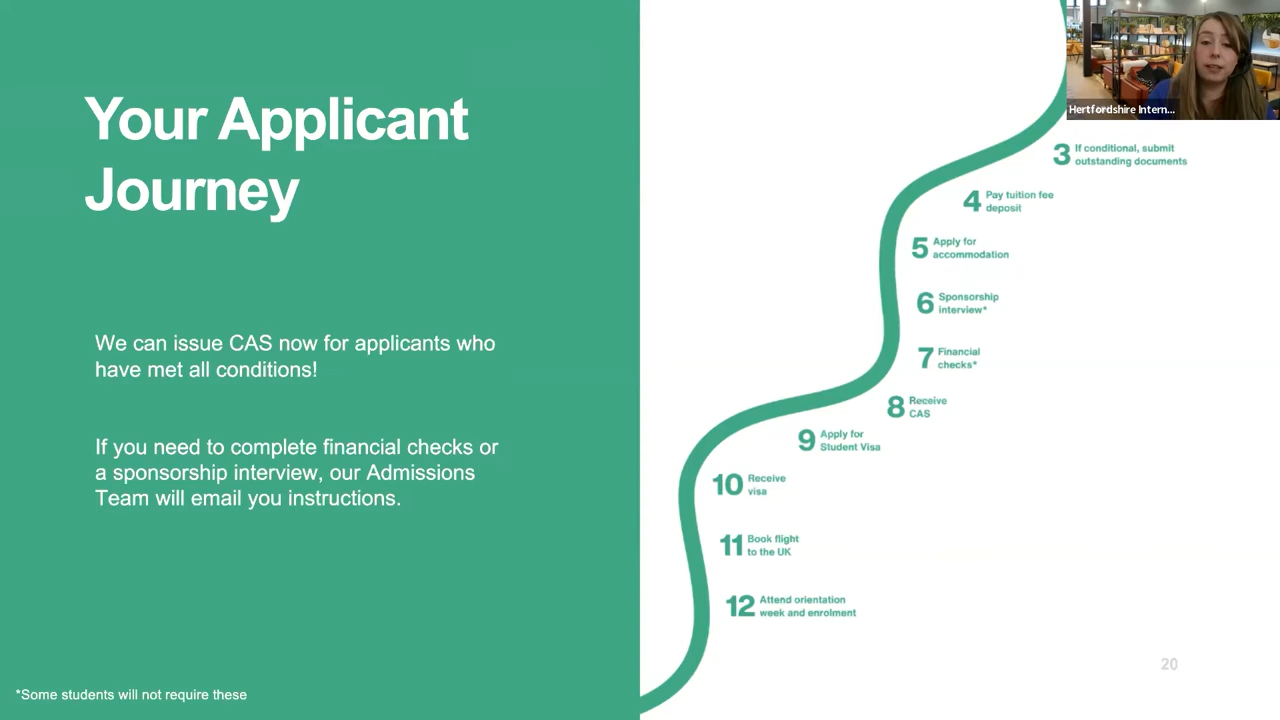 Your Applicant
Journey
We can issue CAS now for applicants who
have met all conditions!
If you need to complete financial checks or
a sponsorship interview, our Admissions
Team will email you instructions.
*Some students will not require these
Hertfordshire Intern...
3 If conditional, submit
outstanding documents
4 Pay tuition fee
deposit
5 Apply for
accommodation
6 Sponsorship
interview*
7 Financial
checks*
8 Receive
CAS
9 Apply for
Student Visa
10 Receive
visa
11 Book flight
to the UK
12 Attend orientation
week and enrolment
20